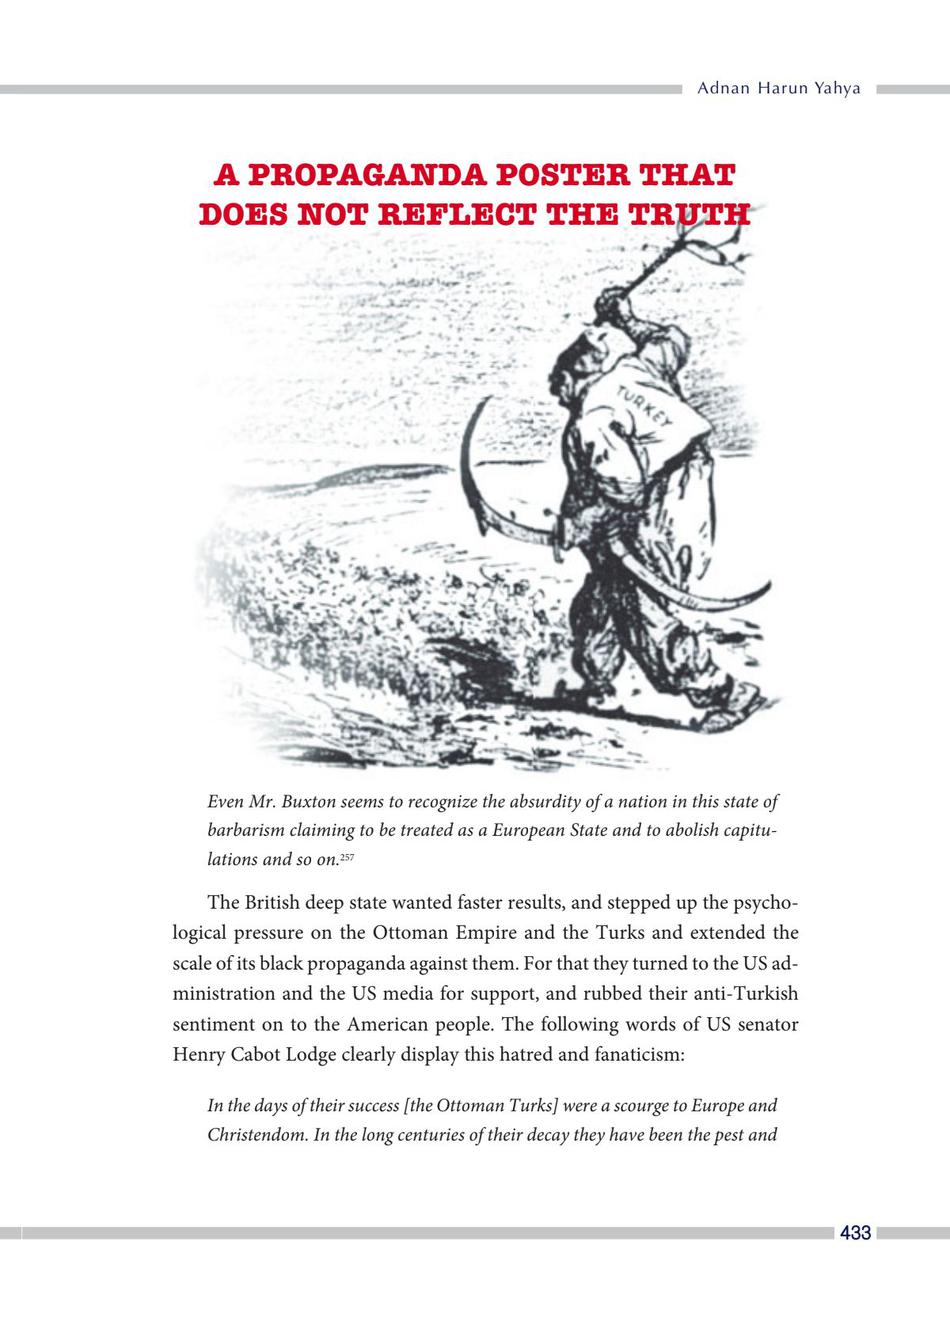 Adnan Harun Yahya
A PROPAGANDA POSTER THAT
DOES NOT REFLECT THE TRUTH
TURKEY
Even Mr. Buxton seems to recognize the absurdity of a nation in this state of
barbarism claiming to be treated as a European State and to abolish capitu-
lations and so on.257
The British deep state wanted faster results, and stepped up the psycho-
logical pressure on the Ottoman Empire and the Turks and extended the
scale of its black propaganda against them. For that they turned to the US ad-
ministration and the US media for support, and rubbed their anti-Turkish
sentiment on to the American people. The following words of US senator
Henry Cabot Lodge clearly display this hatred and fanaticism:
In the days of their success [the Ottoman Turks] were a scourge to Europe and
Christendom. In the long centuries of their decay they have been the pest and
433